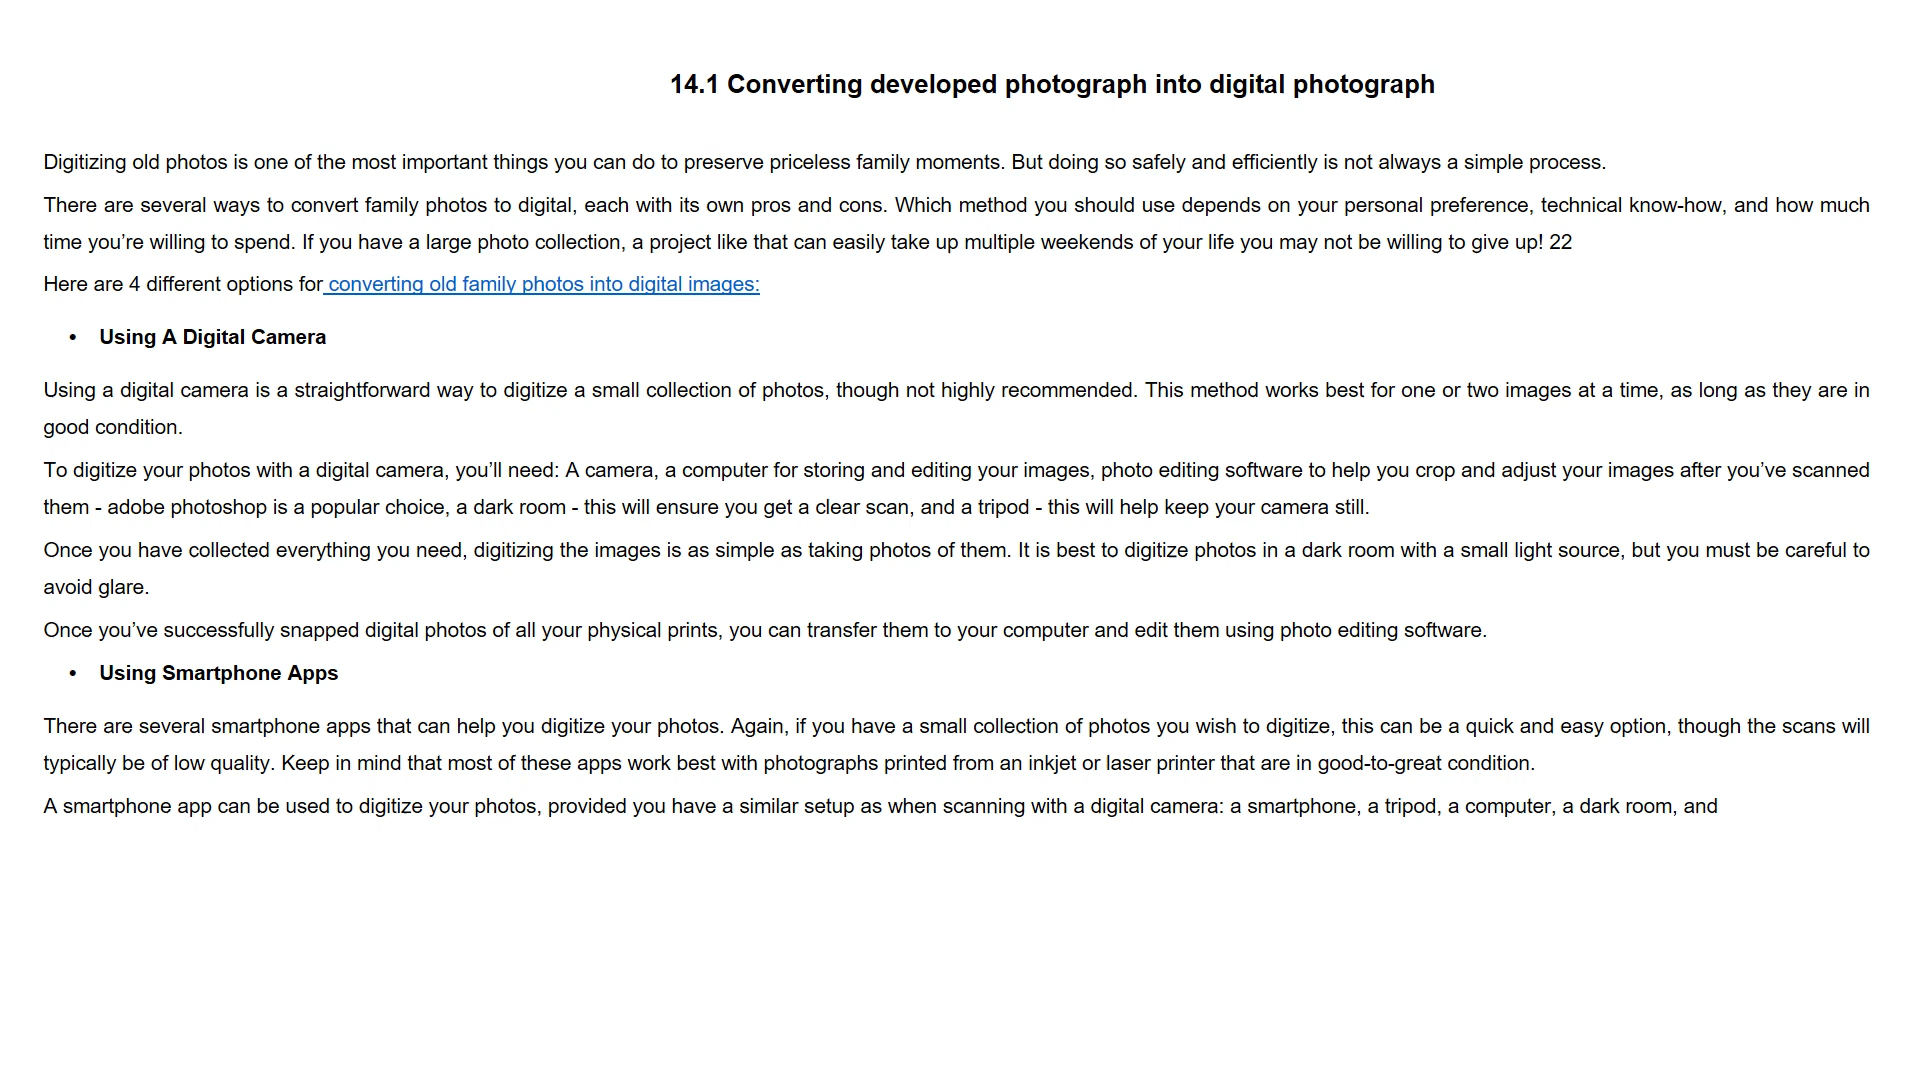 14.1 Converting developed photograph into digital photograph
Digitizing old photos is one of the most important things you can do to preserve priceless family moments. But doing so safely and efficiently is not always a simple process.
There are several ways to convert family photos to digital, each with its own pros and cons. Which method you should use depends on your personal preference, technical know-how, and how much
time you’re willing to spend. If you have a large photo collection, a project like that can easily take up multiple weekends of your life you may not be willing to give up! 22
Here are 4 different options for converting old family photos into digital images:
• Using A Digital Camera
Using a digital camera is a straightforward way to digitize a small collection of photos, though not highly recommended. This method works best for one or two images at a time, as long as they are in
good condition.
To digitize your photos with a digital camera, you’ll need: A camera, a computer for storing and editing your images, photo editing software to help you crop and adjust your images after you’ve scanned
them - adobe photoshop is a popular choice, a dark room - this will ensure you get a clear scan, and a tripod - this will help keep your camera still.
Once you have collected everything you need, digitizing the images is as simple as taking photos of them. It is best to digitize photos in a dark room with a small light source, but you must be careful to
avoid glare.
Once you’ve successfully snapped digital photos of all your physical prints, you can transfer them to your computer and edit them using photo editing software.
• Using Smartphone Apps
There are several smartphone apps that can help you digitize your photos. Again, if you have a small collection of photos you wish to digitize, this can be a quick and easy option, though the scans will
typically be of low quality. Keep in mind that most of these apps work best with photographs printed from an inkjet or laser printer that are in good-to-great condition.
A smartphone app can be used to digitize your photos, provided you have a similar setup as when scanning with a digital camera: a smartphone, a tripod, a computer, a dark room, and